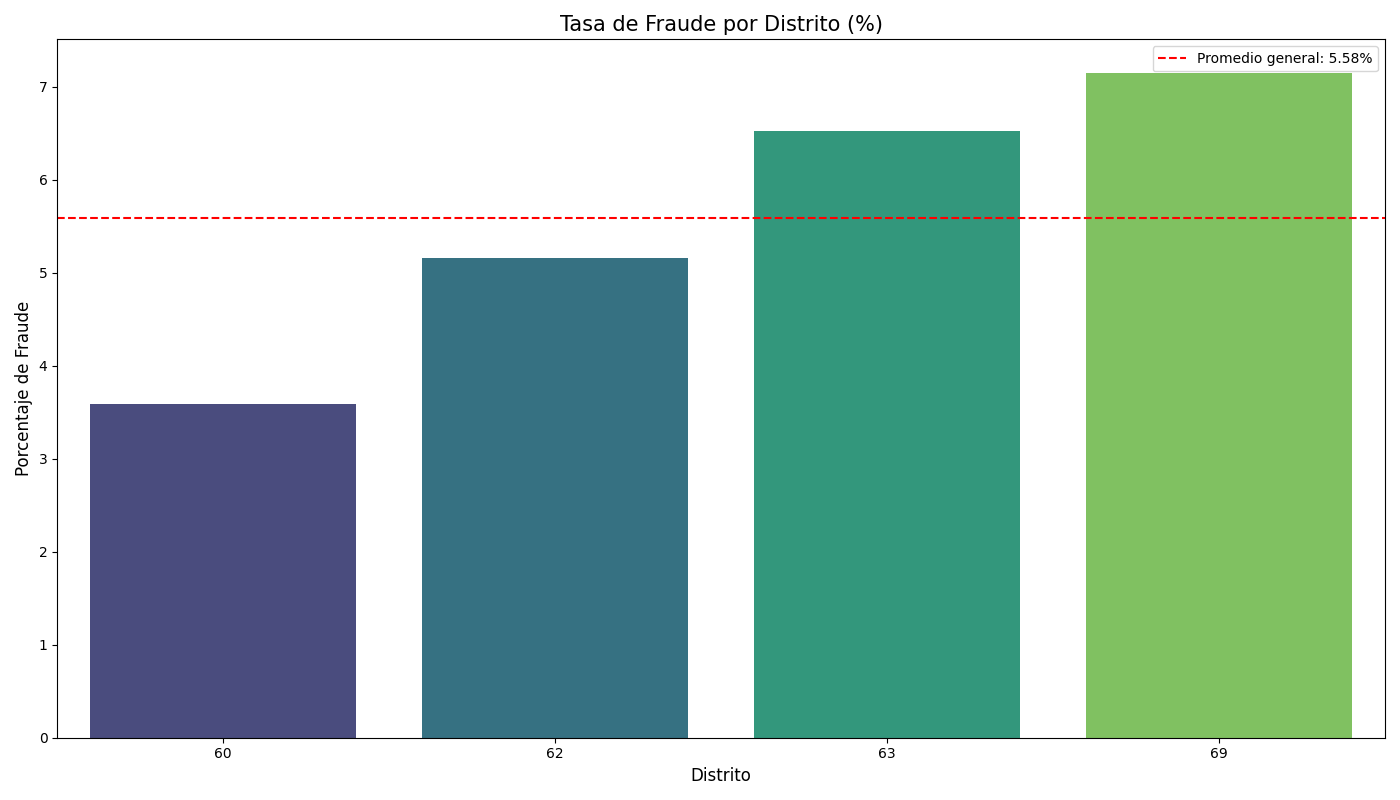 Tasa de Fraude por Distrito (%)
Promedio general: 5.58%
Porcentaje de Fraude
7
6
5
4
3
2
1
0
60 62 63 69
Distrito